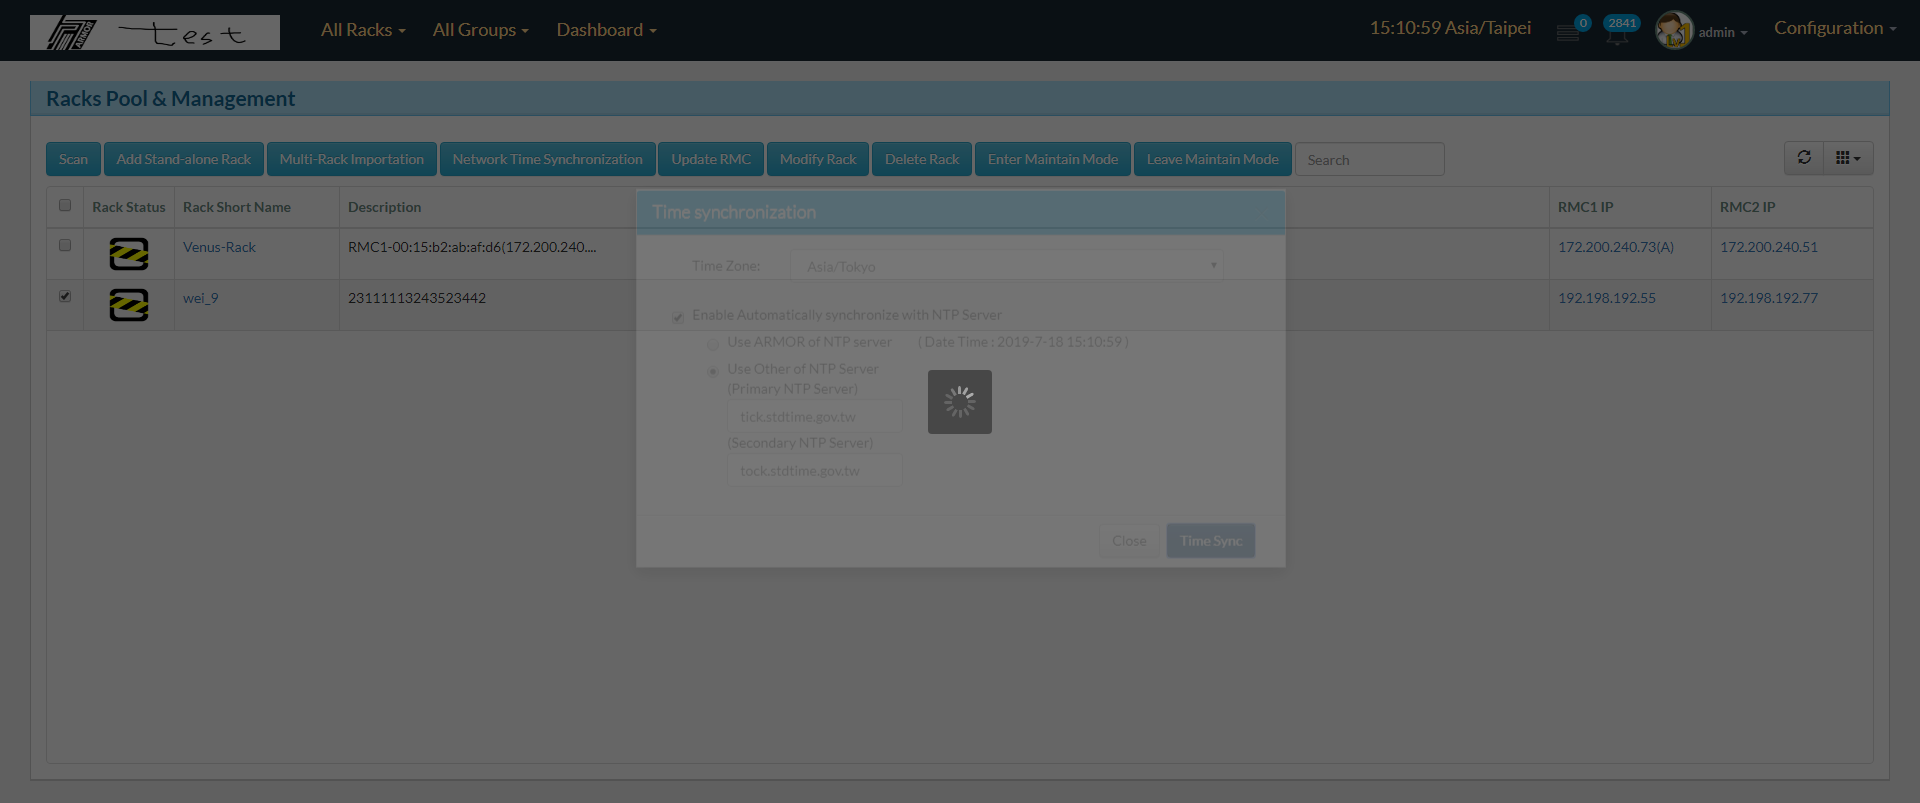 ARMOR test All Racks All Groups Dashboard 15:10:59 Asia/Taipei 0 2841 admin Configuration
Racks Pool & Management
Scan Add Stand-alone Rack Multi-Rack Importation Network Time Synchronization Update RMC Modify Rack Delete Rack Enter Maintain Mode Leave Maintain Mode Search
Rack Status Rack Short Name Description RMC1 IP RMC2 IP
Venus-Rack RMC1-00:15:b2:ab:af:d6(172.200.240.... 172.200.240.73(A) 172.200.240.51
wei_9 23111113243523442 192.198.192.55 192.198.192.77
Time synchronization
Time Zone: Asia/Tokyo
Enable Automatically synchronize with NTP Server
Use ARMOR of NTP server ( Date Time : 2019-7-18 15:10:59 )
Use Other of NTP Server
(Primary NTP Server)
tick.stdtime.gov.tw
(Secondary NTP Server)
tock.stdtime.gov.tw
Close Time Sync